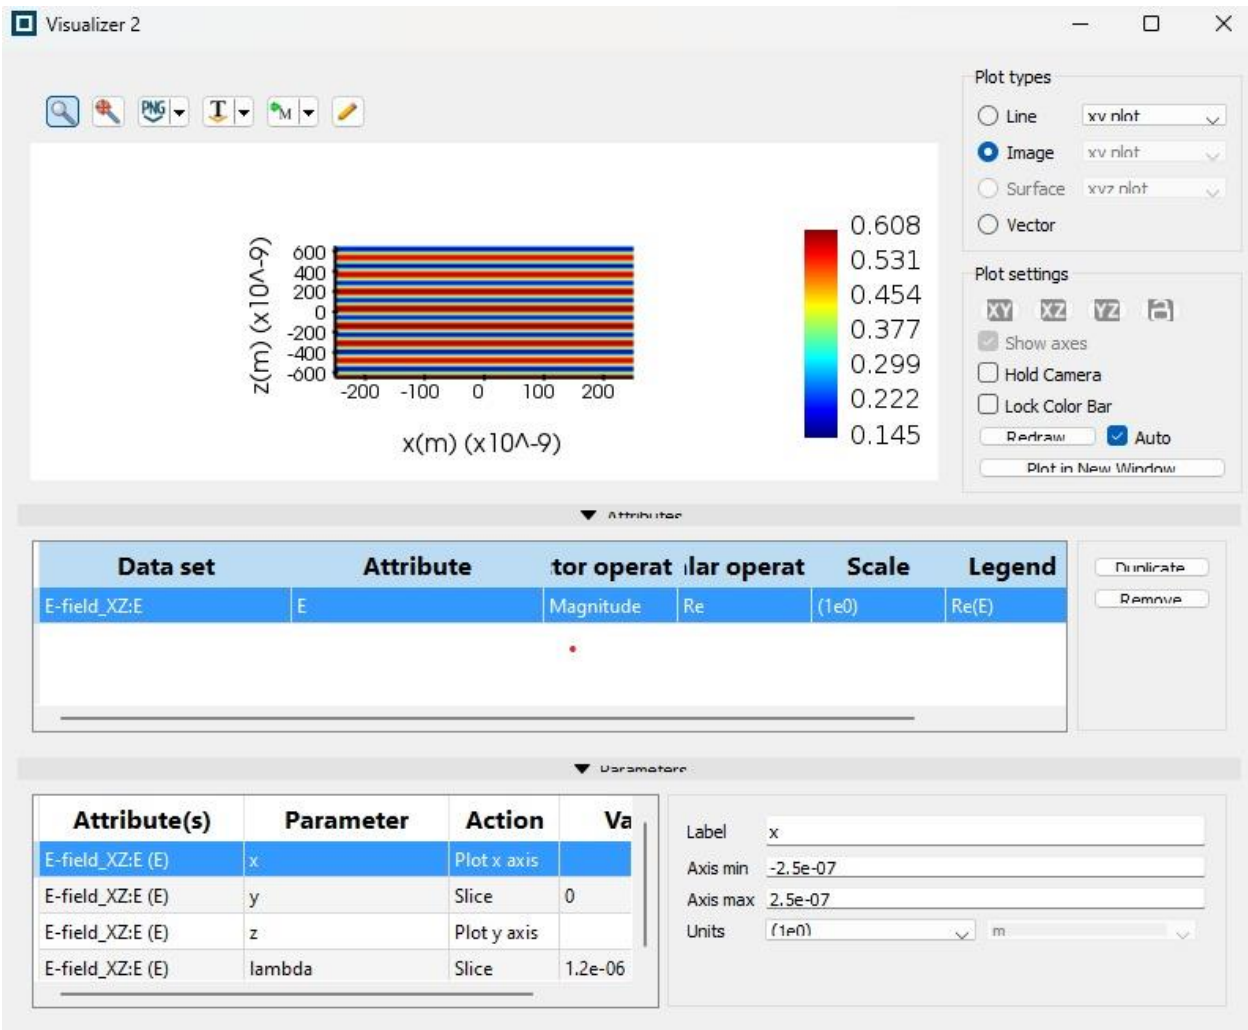 Visualizer 2
Plot types
PNG T M
Line xy plot
Image xy plot
Surface xyz plot
Vector
Plot settings
XY XZ YZ
Show axes
Hold Camera
Lock Color Bar
Redraw Auto
Plot in New Window
z(m) (x10^-9)
600
400
200
0
-200
-400
-600
-200 -100 0 100 200
x(m) (x10^-9)
0.608
0.531
0.454
0.377
0.299
0.222
0.145
Attributes
Data set Attribute tor operat lar operat Scale Legend
E-field_XZ:E E Magnitude Re (1e0) Re(E)
Duplicate
Remove
Parameters
Attribute(s) Parameter Action Va
E-field_XZ:E (E) x Plot x axis
E-field_XZ:E (E) y Slice 0
E-field_XZ:E (E) z Plot y axis
E-field_XZ:E (E) lambda Slice 1.2e-06
Label x
Axis min -2.5e-07
Axis max 2.5e-07
Units (1e0) m